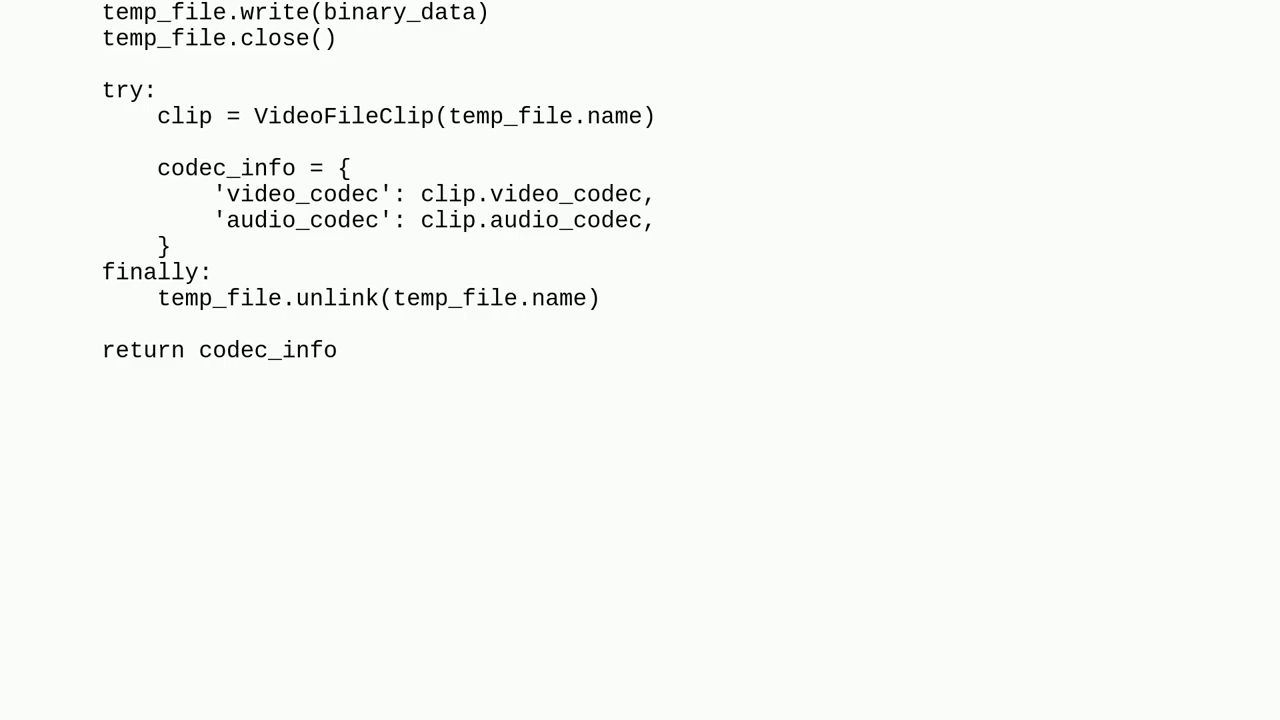 temp_file.write(binary_data)
temp_file.close()
try:
    clip = VideoFileClip(temp_file.name)
    codec_info = {
        'video_codec': clip.video_codec,
        'audio_codec': clip.audio_codec,
    }
finally:
    temp_file.unlink(temp_file.name)
return codec_info